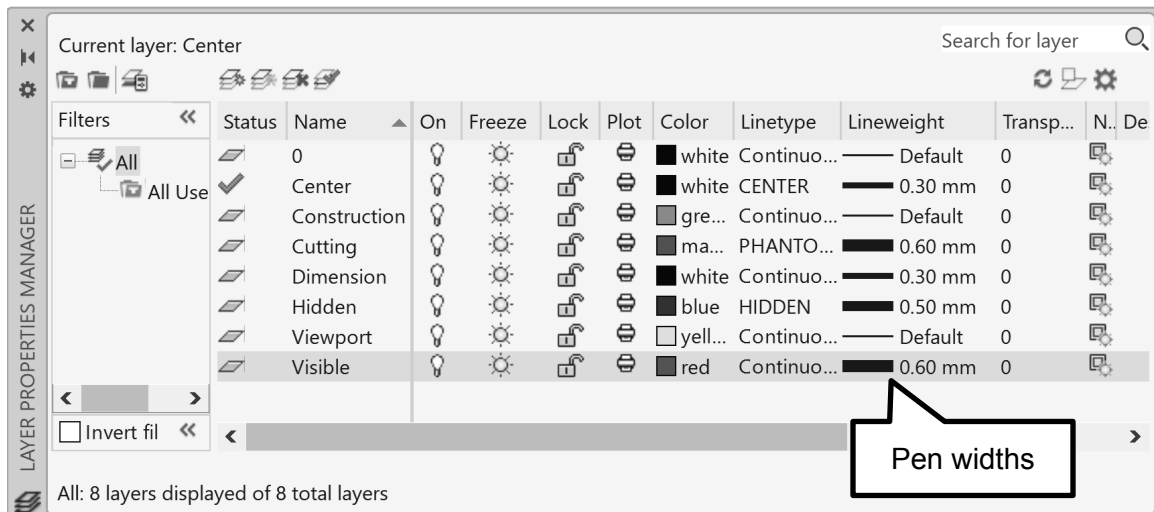 Current layer: Center
Search for layer
Filters
Status Name On Freeze Lock Plot Color Linetype Lineweight Transp... N.. De
All
All Use
0 white Continuo... Default 0
Center white CENTER 0.30 mm 0
Construction gre... Continuo... Default 0
Cutting ma... PHANTO... 0.60 mm 0
Dimension white Continuo... 0.30 mm 0
Hidden blue HIDDEN 0.50 mm 0
Viewport yell... Continuo... Default 0
Visible red Continuo... 0.60 mm 0
Invert fil
Pen widths
All: 8 layers displayed of 8 total layers
LAYER PROPERTIES MANAGER